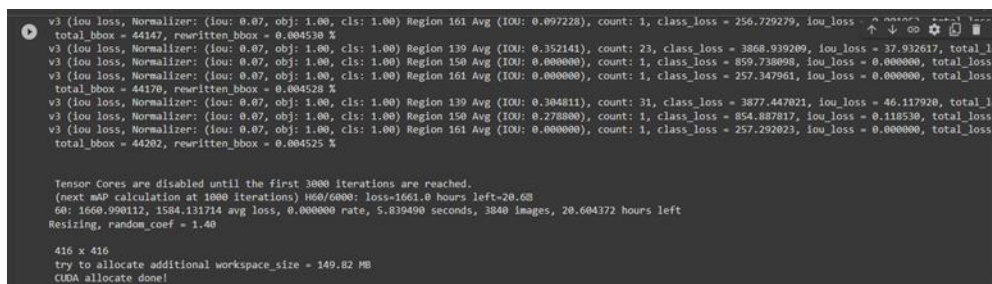 v3 (iou loss, Normalizer: (iou: 0.07, obj: 1.00, cls: 1.00) Region 161 Avg (IOU: 0.097228), count: 1, class_loss = 256.729279, iou_loss
total_bbox = 44147, rewritten_bbox = 0.004530 %
v3 (iou loss, Normalizer: (iou: 0.07, obj: 1.00, cls: 1.00) Region 139 Avg (IOU: 0.352141), count: 23, class_loss = 3868.939209, iou_loss = 37.932617, total_l
v3 (iou loss, Normalizer: (iou: 0.07, obj: 1.00, cls: 1.00) Region 150 Avg (IOU: 0.000000), count: 1, class_loss = 859.738098, iou_loss = 0.000000, total_loss
v3 (iou loss, Normalizer: (iou: 0.07, obj: 1.00, cls: 1.00) Region 161 Avg (IOU: 0.000000), count: 1, class_loss = 257.347961, iou_loss = 0.000000, total_loss
total_bbox = 44170, rewritten_bbox = 0.004528 %
v3 (iou loss, Normalizer: (iou: 0.07, obj: 1.00, cls: 1.00) Region 139 Avg (IOU: 0.304811), count: 31, class_loss = 3877.447021, iou_loss = 46.117920, total_l
v3 (iou loss, Normalizer: (iou: 0.07, obj: 1.00, cls: 1.00) Region 150 Avg (IOU: 0.278800), count: 1, class_loss = 854.887817, iou_loss = 0.118530, total_loss
v3 (iou loss, Normalizer: (iou: 0.07, obj: 1.00, cls: 1.00) Region 161 Avg (IOU: 0.000000), count: 1, class_loss = 257.292023, iou_loss = 0.000000, total_loss
total_bbox = 44202, rewritten_bbox = 0.004525 %
Tensor Cores are disabled until the first 3000 iterations are reached.
(next mAP calculation at 1000 iterations) H60/6000: loss=1661.0 hours left=20.6
60: 1660.990112, 1584.131714 avg loss, 0.000000 rate, 5.839490 seconds, 3840 images, 20.604372 hours left
Resizing, random_coef = 1.40
416 x 416
try to allocate additional workspace_size = 149.82 MB
CUDA allocate done!